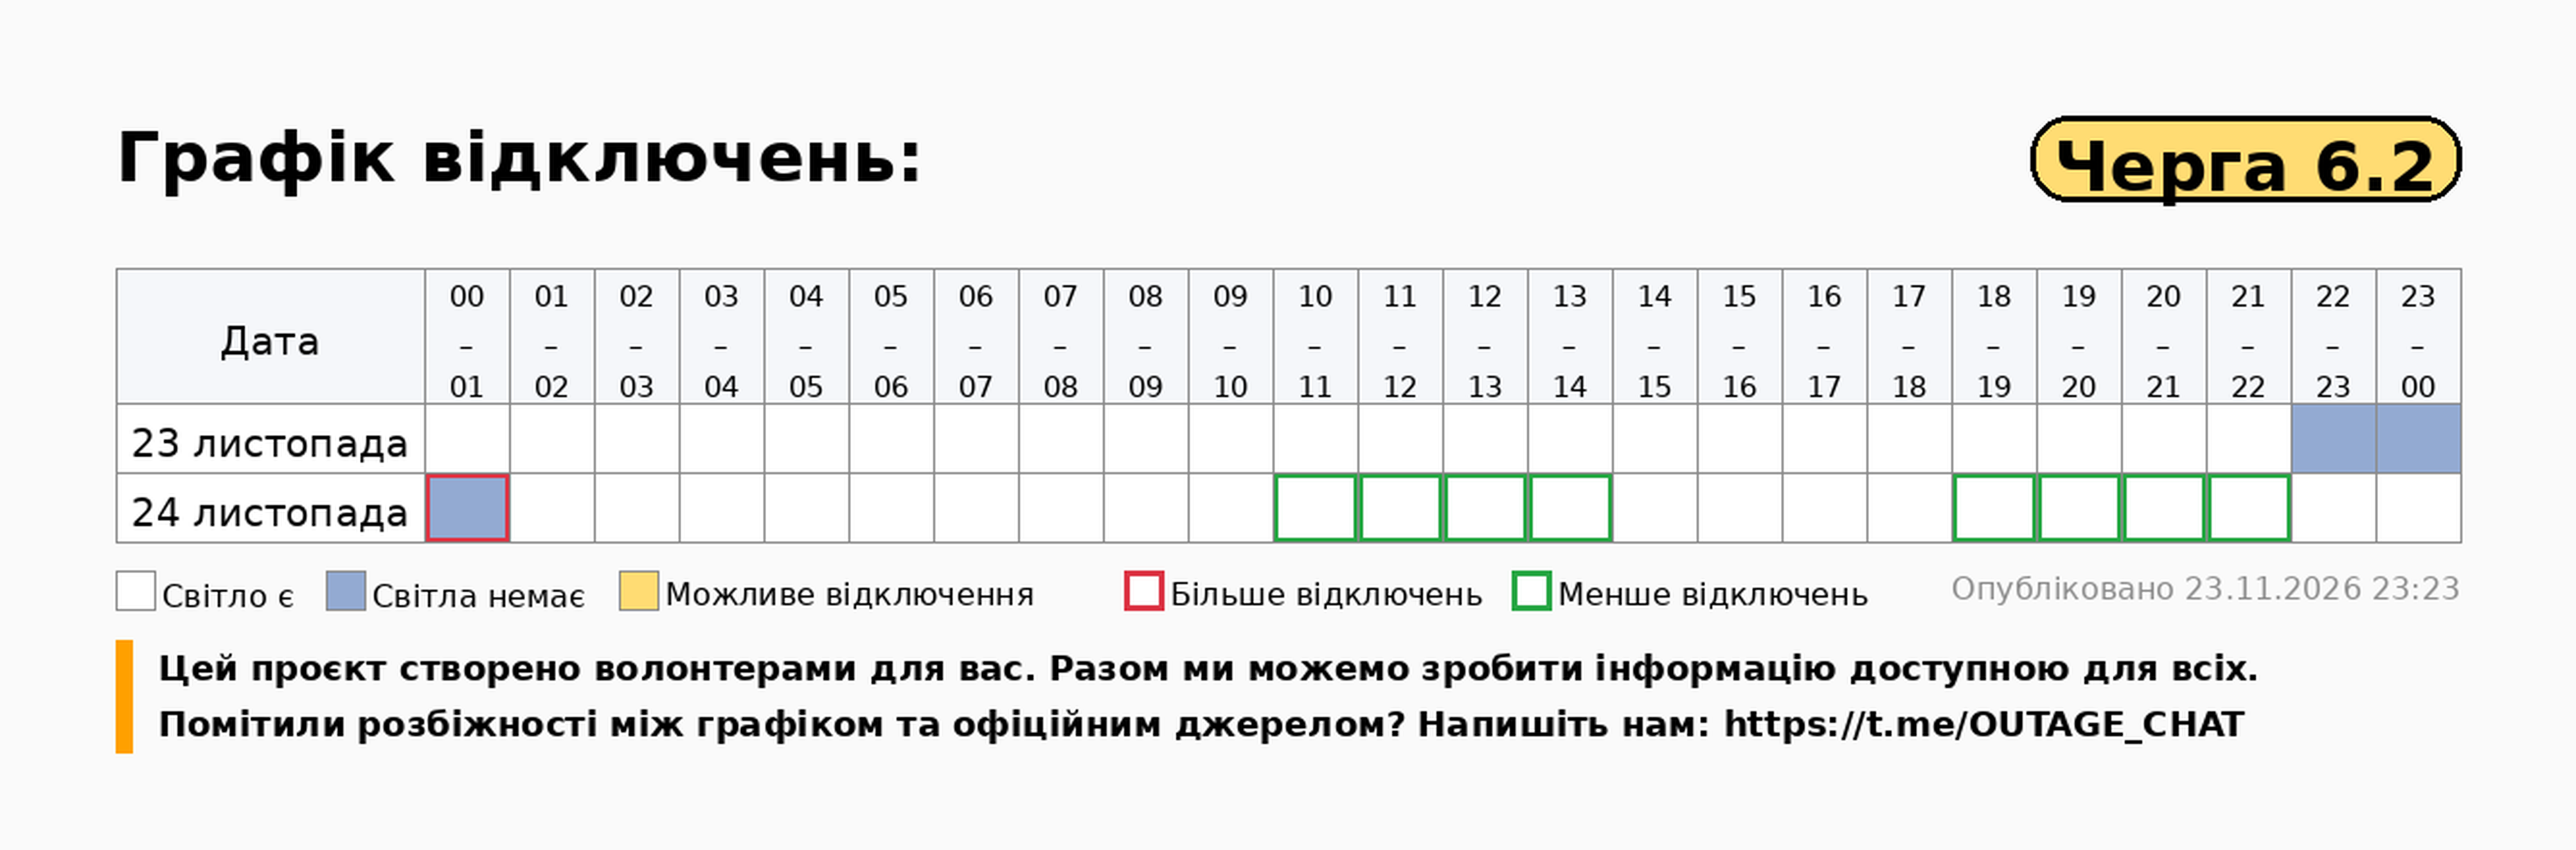 Графік відключень:
Черга 6.2
Дата 00 – 01 01 – 02 02 – 03 03 – 04 04 – 05 05 – 06 06 – 07 07 – 08 08 – 09 09 – 10 10 – 11 11 – 12 12 – 13 13 – 14 14 – 15 15 – 16 16 – 17 17 – 18 18 – 19 19 – 20 20 – 21 21 – 22 22 – 23 23 – 00
23 листопада
24 листопада
Світло є Світла немає Можливе відключення Більше відключень Менше відключень Опубліковано 23.11.2026 23:23
Цей проєкт створено волонтерами для вас. Разом ми можемо зробити інформацію доступною для всіх.
Помітили розбіжності між графіком та офіційним джерелом? Напишіть нам: https://t.me/OUTAGE_CHAT